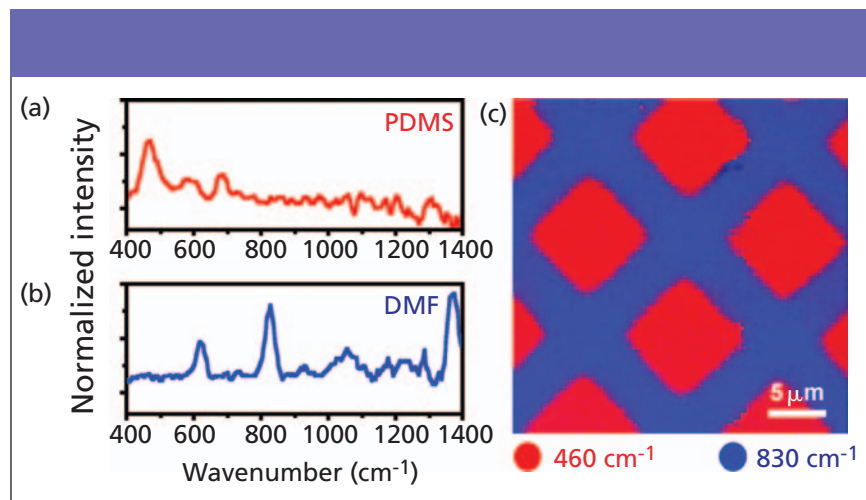 (a)
Normalized intensity
PDMS
400 600 800 1000 1200 1400
(b)
DMF
400 600 800 1000 1200 1400
Wavenumber (cm⁻¹)
(c)
5 μm
460 cm⁻¹
830 cm⁻¹